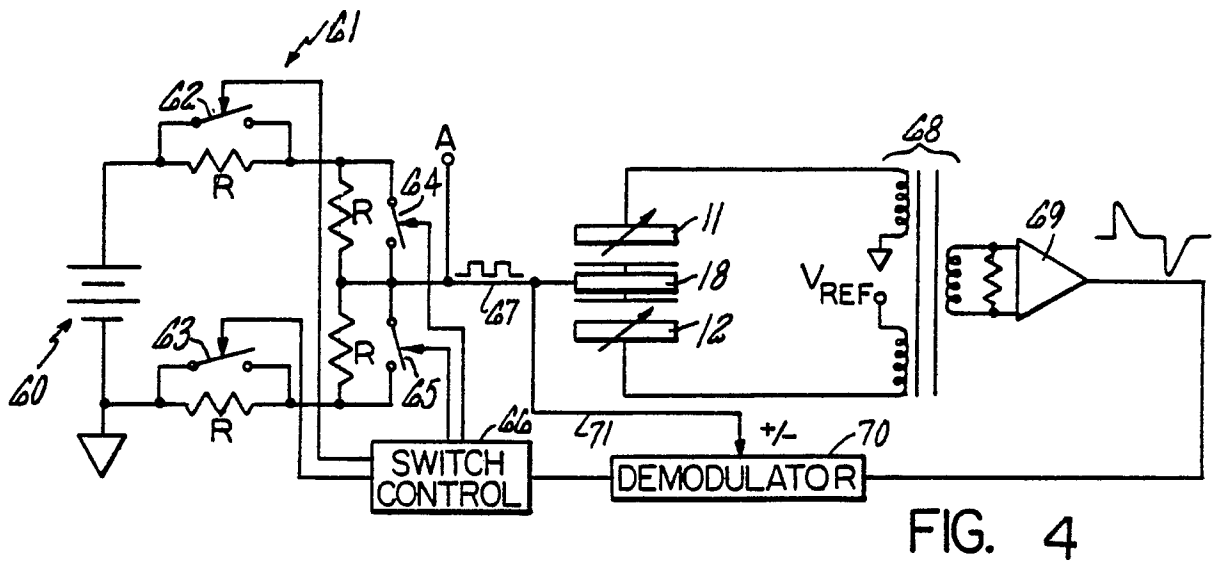 61
62
A
68
R
64
R
11
69
18
VREF
67
63
12
R
65
60
R
66
71
+/-
70
SWITCH
CONTROL
DEMODULATOR
FIG. 4